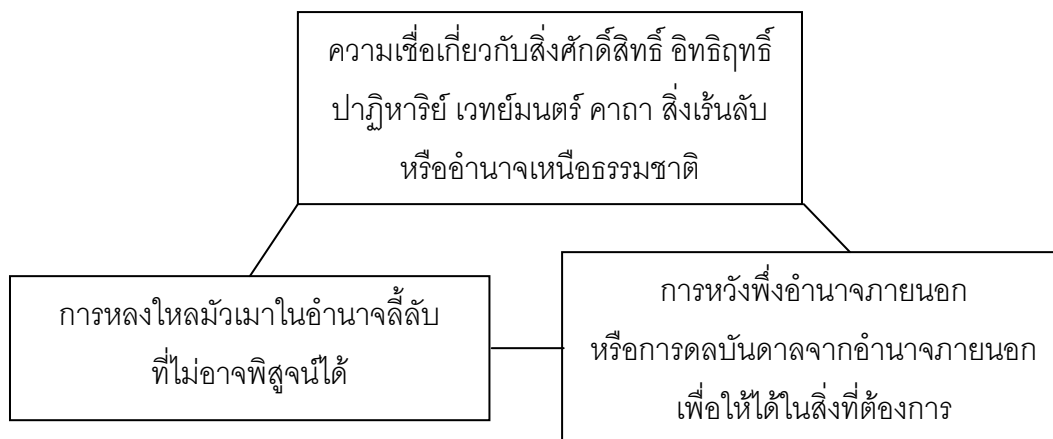 ความเชื่อเกี่ยวกับสิ่งศักดิ์สิทธิ์ อิทธิฤทธิ์
ปาฏิหาริย์ เวทย์มนตร์ คาถา สิ่งเร้นลับ
หรืออำนาจเหนือธรรมชาติ
การหลงใหลมัวเมาในอำนาจลี้ลับ
ที่ไม่อาจพิสูจน์ได้
การหวังพึ่งอำนาจภายนอก
หรือการดลบันดาลจากอำนาจภายนอก
เพื่อให้ได้ในสิ่งที่ต้องการ